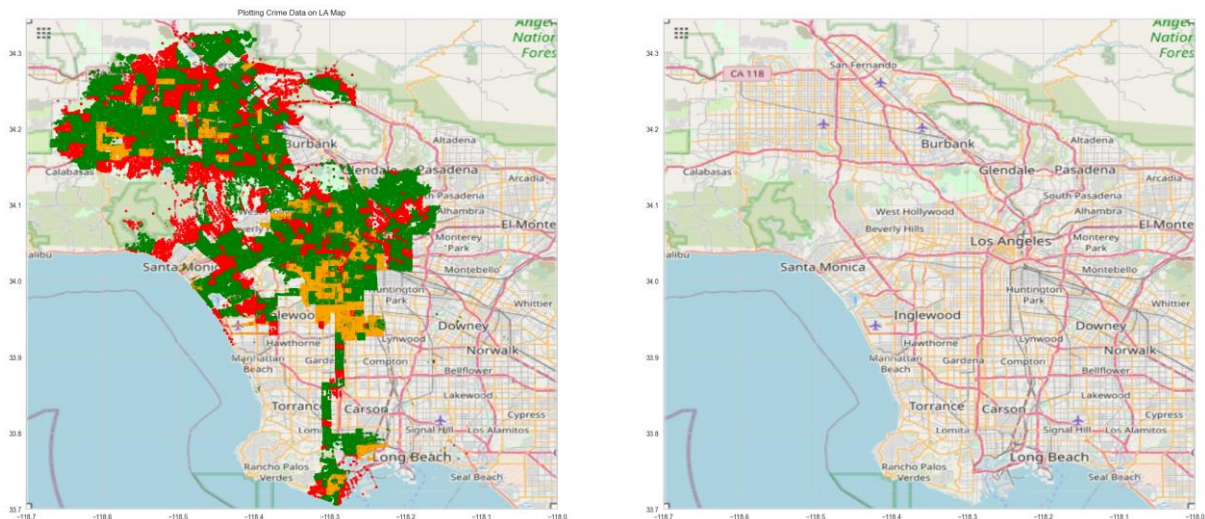 Plotting Crime Data on LA Map
34.3
34.2
34.1
34.0
33.9
33.8
33.7
−118.7
−118.6
−118.5
−118.4
−118.3
−118.2
−118.1
−118.0
Nation
Fores
Burbank
Altadena
Calabasas
Glendale
Pasadena
Arcadia
Alhambra
El Monte
Monterey
Park
Santa Monica
Montebello
Huntington
Park
Whittier
Downey
Hawthorne
Lynwood
Norwalk
Manhattan
Beach
Compton
Bellflower
Lakewood
Torrance
Carson
Cypress
Signal Hill
Los Alamitos
Rancho Palos
Verdes
Long Beach
Seal Beach
34.3
34.2
34.1
34.0
33.9
33.8
33.7
−118.7
−118.6
−118.5
−118.4
−118.3
−118.2
−118.1
−118.0
Nation
Fores
San Fernando
CA 118
Burbank
Altadena
Calabasas
Glendale
Pasadena
Arcadia
South Pasadena
Alhambra
West Hollywood
El Monte
Beverly Hills
Los Angeles
Monterey
Park
alibu
Santa Monica
Montebello
Huntington
Park
Whittier
Inglewood
Downey
Hawthorne
Lynwood
Norwalk
Manhattan
Beach
Gardena
Compton
Bellflower
Lakewood
Torrance
Carson
Cypress
Lomita
Signal Hill
Los Alamitos
Rancho Palos
Verdes
Long Beach
Seal Beach